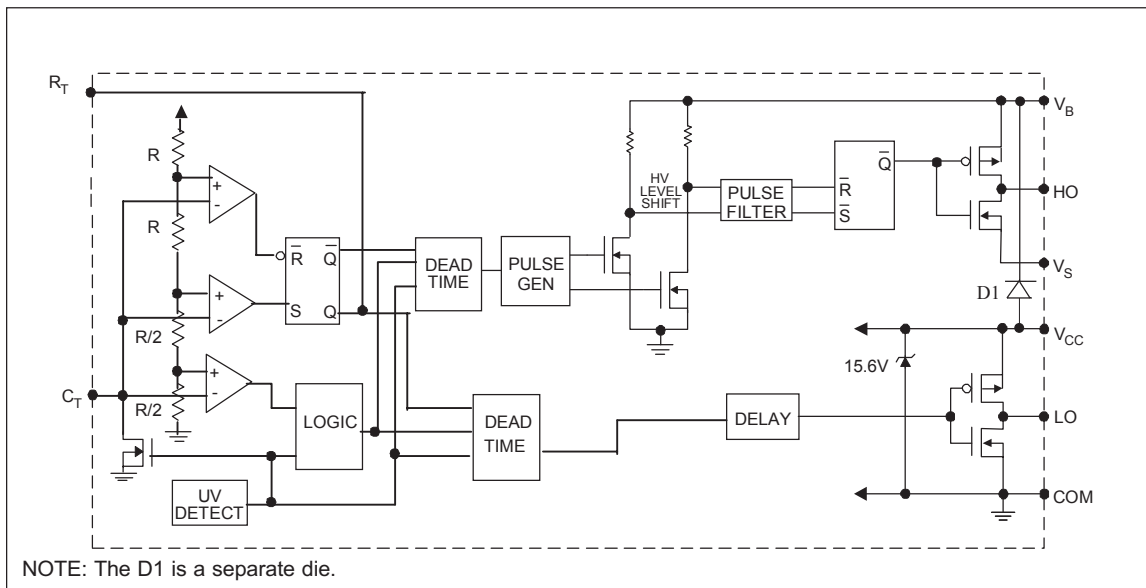 R_T
V_B
R
HV
LEVEL
SHIFT
PULSE
FILTER
R̅
S̅
Q̅
HO
+
-
R
R̅
Q̅
S
Q
DEAD
TIME
PULSE
GEN
V_S
D1
+
-
R/2
V_CC
15.6V
+
-
C_T
R/2
LOGIC
DEAD
TIME
DELAY
LO
UV
DETECT
COM
NOTE: The D1 is a separate die.